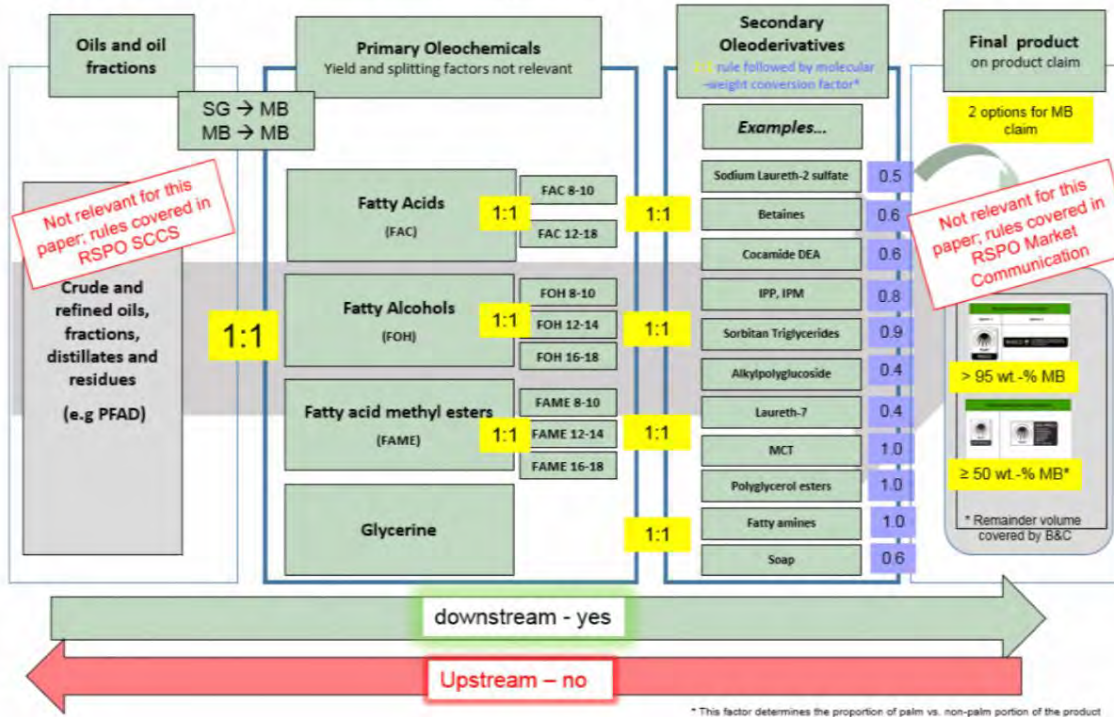 Oils and oil
fractions
Primary Oleochemicals
Yield and splitting factors not relevant
Secondary
Oleoderivatives
1:1 rule followed by molecular
-weight conversion factor*
Final product
on product claim
SG → MB
MB → MB
2 options for MB
claim
Examples...
Not relevant for this
paper; rules covered in
RSPO SCCS
Crude and
refined oils,
fractions,
distillates and
residues
(e.g PFAD)
1:1
Fatty Acids
(FAC)
1:1
FAC 8-10
FAC 12-18
1:1
Fatty Alcohols
(FOH)
1:1
FOH 8-10
FOH 12-14
FOH 16-18
1:1
Fatty acid methyl esters
(FAME)
1:1
FAME 8-10
FAME 12-14
FAME 16-18
1:1
Glycerine
1:1
Sodium Laureth-2 sulfate 0.5
Betaines 0.6
Cocamide DEA 0.6
IPP, IPM 0.8
Sorbitan Triglycerides 0.9
Alkylpolyglucoside 0.4
Laureth-7 0.4
MCT 1.0
Polyglycerol esters 1.0
Fatty amines 1.0
Soap 0.6
Not relevant for this
paper; rules covered in
RSPO Market
Communication
> 95 wt.-% MB
≥ 50 wt.-% MB*
* Remainder volume
covered by B&C
downstream - yes
Upstream – no
* This factor determines the proportion of palm vs. non-palm portion of the product